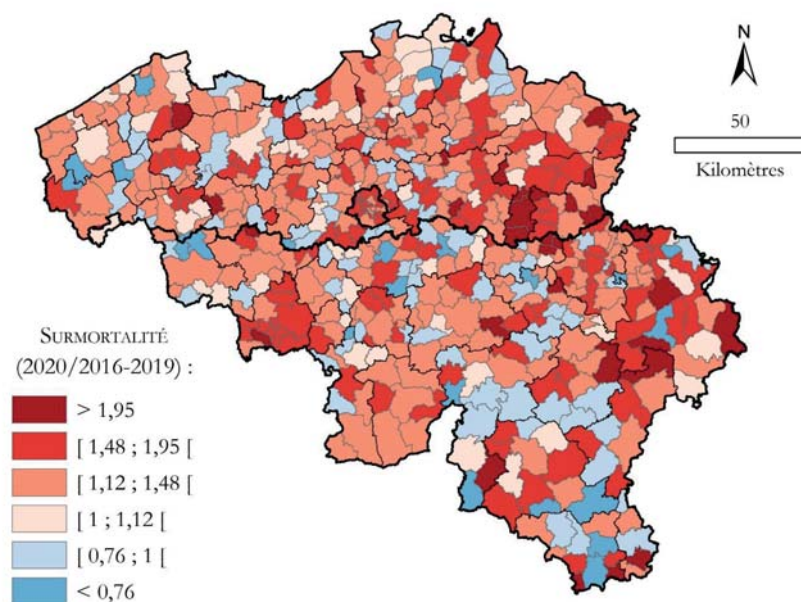 N
50
Kilomètres
SURMORTALITÉ
(2020/2016-2019) :
> 1,95
[ 1,48 ; 1,95 [
[ 1,12 ; 1,48 [
[ 1 ; 1,12 [
[ 0,76 ; 1 [
< 0,76